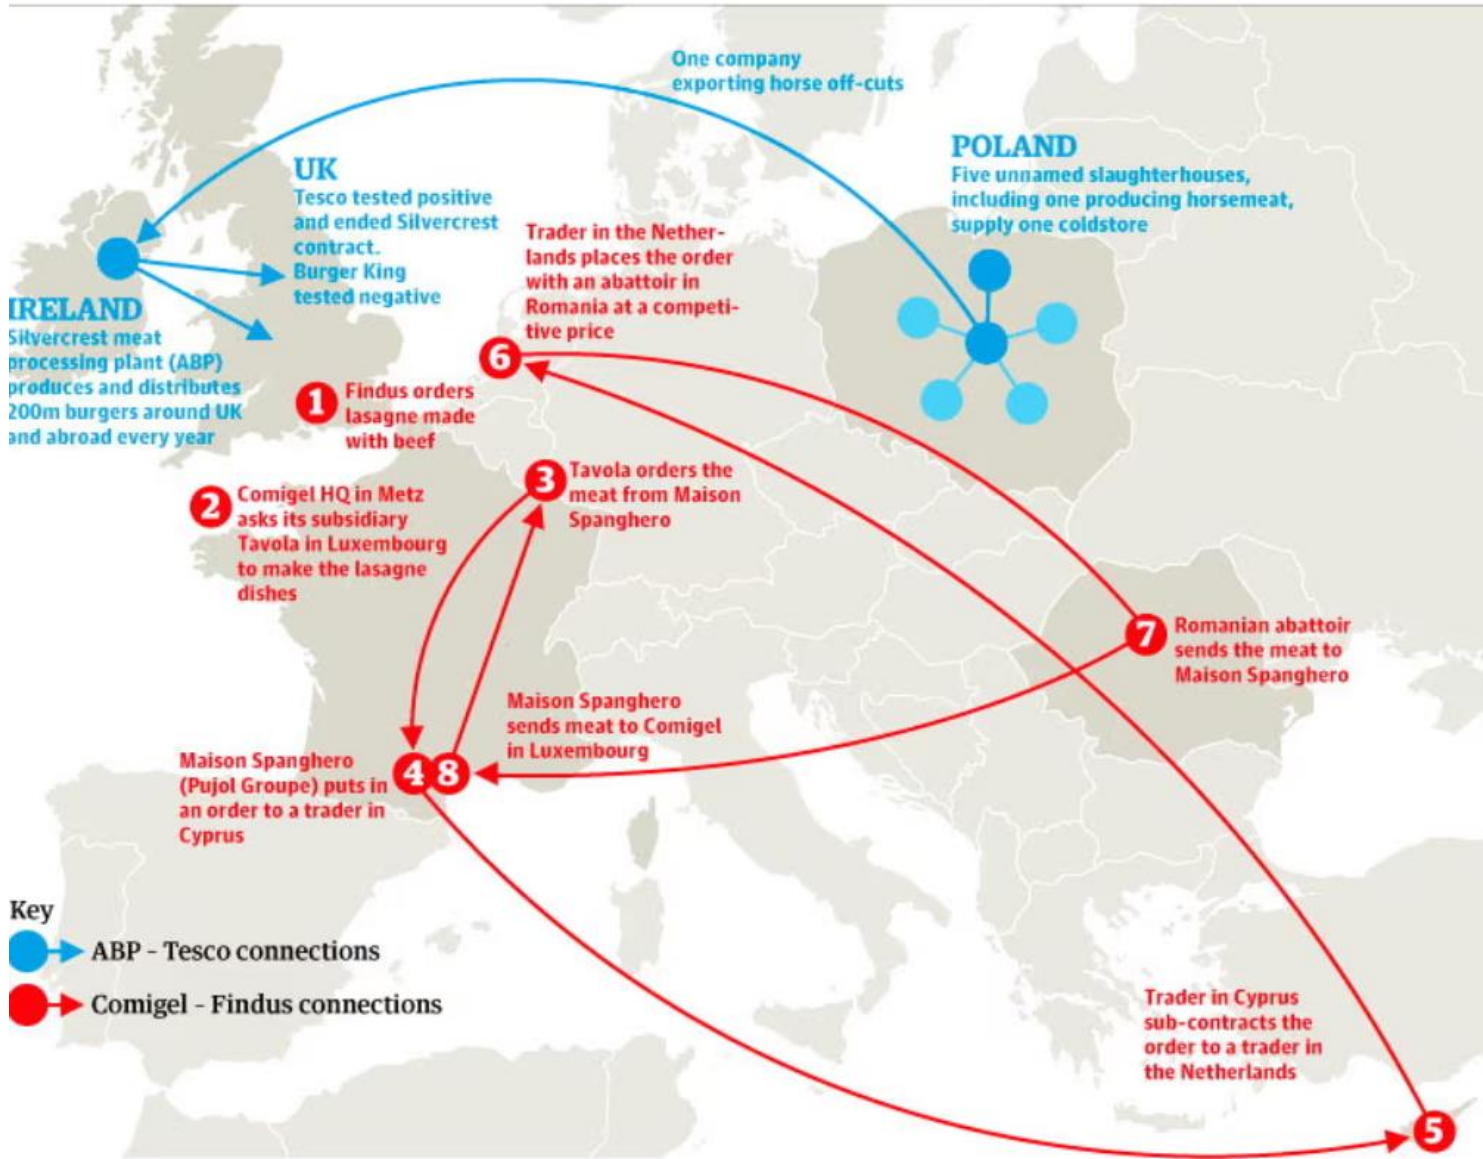 One company
exporting horse off-cuts
POLAND
Five unnamed slaughterhouses,
including one producing horsemeat,
supply one coldstore
UK
Tesco tested positive
and ended Silvercrest
contract.
Burger King
tested negative
IRELAND
Silvercrest meat
processing plant (ABP)
produces and distributes
200m burgers around UK
and abroad every year
Trader in the Nether-
lands places the order
with an abattoir in
Romania at a competi-
tive price
6
1
Findus orders
lasagne made
with beef
2
Comigel HQ in Metz
asks its subsidiary
Tavola in Luxembourg
to make the lasagne
dishes
3
Tavola orders the
meat from Maison
Spanghero
7
Romanian abattoir
sends the meat to
Maison Spanghero
Maison Spanghero
sends meat to Comigel
in Luxembourg
4 8
Maison Spanghero
(Pujol Groupe) puts in
an order to a trader in
Cyprus
Key
ABP - Tesco connections
Comigel - Findus connections
Trader in Cyprus
sub-contracts the
order to a trader in
the Netherlands
5